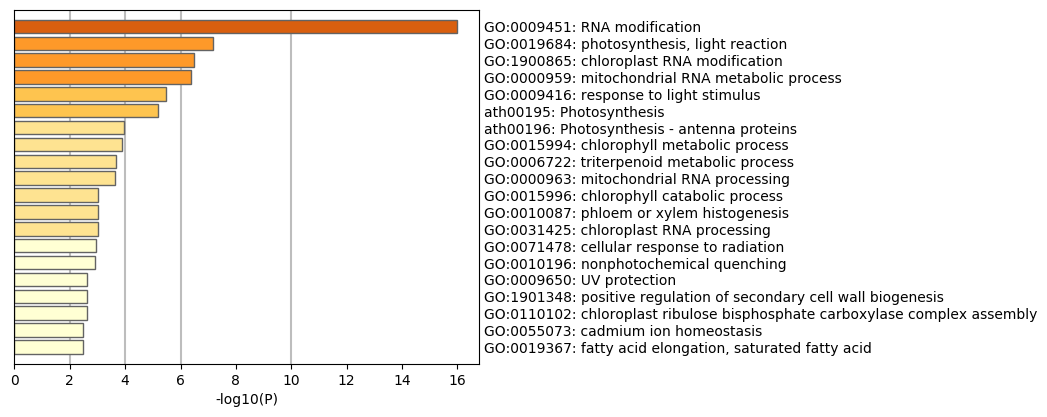 GO:0009451: RNA modification
GO:0019684: photosynthesis, light reaction
GO:1900865: chloroplast RNA modification
GO:0000959: mitochondrial RNA metabolic process
GO:0009416: response to light stimulus
ath00195: Photosynthesis
ath00196: Photosynthesis - antenna proteins
GO:0015994: chlorophyll metabolic process
GO:0006722: triterpenoid metabolic process
GO:0000963: mitochondrial RNA processing
GO:0015996: chlorophyll catabolic process
GO:0010087: phloem or xylem histogenesis
GO:0031425: chloroplast RNA processing
GO:0071478: cellular response to radiation
GO:0010196: nonphotochemical quenching
GO:0009650: UV protection
GO:1901348: positive regulation of secondary cell wall biogenesis
GO:0110102: chloroplast ribulose bisphosphate carboxylase complex assembly
GO:0055073: cadmium ion homeostasis
GO:0019367: fatty acid elongation, saturated fatty acid
0 2 4 6 8 10 12 14 16
-log10(P)